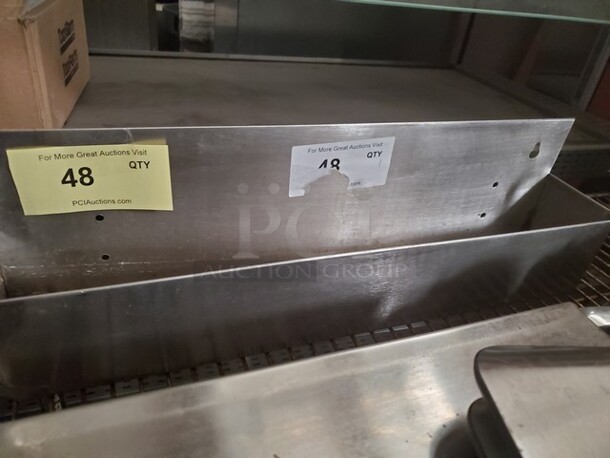 For More Great Auctions Visit
48 QTY
PCIAuctions.com
For More Great Auctions Visit
48 QTY
.com
PCI
AUCTION GROUP